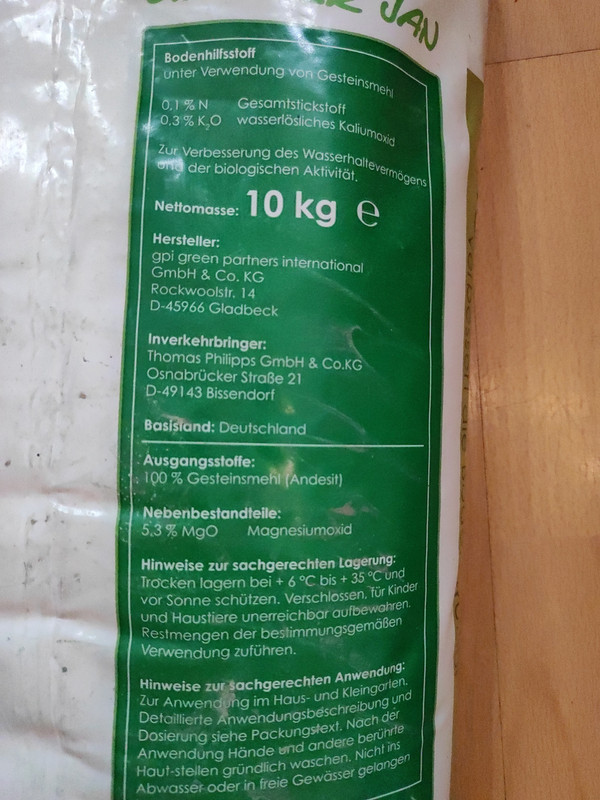 JAN
Bodenhilfsstoff
unter Verwendung von Gesteinsmehl
0,1 % N Gesamtstickstoff
0,3 % K2O wasserlösliches Kaliumoxid
Zur Verbesserung des Wasserhaltevermögens
und der biologischen Aktivität.
Nettomasse: 10 kg e
Hersteller:
gpi green partners international
GmbH & Co. KG
Rockwoolstr. 14
D-45966 Gladbeck
Inverkehrbringer:
Thomas Philipps GmbH & Co.KG
Osnabrücker Straße 21
D-49143 Bissendorf
Basisland: Deutschland
Ausgangsstoffe:
100 % Gesteinsmehl (Andesit)
Nebenbestandteile:
5,3 % MgO Magnesiumoxid
Hinweise zur sachgerechten Lagerung:
Trocken lagern bei + 6 °C bis + 35 °C und
vor Sonne schützen. Verschlossen, für Kinder
und Haustiere unerreichbar aufbewahren.
Restmengen der bestimmungsgemäßen
Verwendung zuführen.
Hinweise zur sachgerechten Anwendung:
Zur Anwendung im Haus- und Kleingarten.
Detaillierte Anwendungsbeschreibung und
Dosierung siehe Packungstext. Nach der
Anwendung Hände und andere berührte
Haut-stellen gründlich waschen. Nicht ins
Abwasser oder in freie Gewässer gelangen